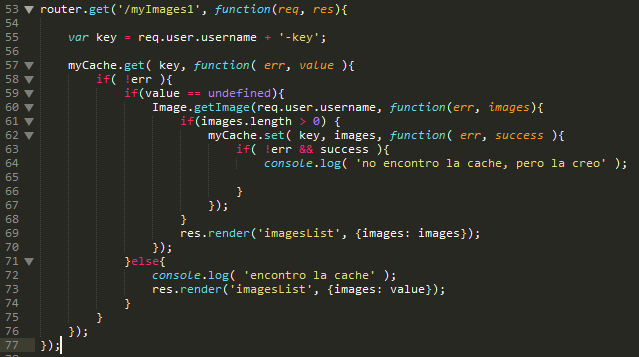 53 router.get('/myImages1', function(req, res){
54
55     var key = req.user.username + '-key';
56
57     myCache.get( key, function( err, value ){
58         if( !err ){
59             if(value == undefined){
60                 Image.getImage(req.user.username, function(err, images){
61                     if(images.length > 0) {
62                         myCache.set( key, images, function( err, success ){
63                             if( !err && success ){
64                                 console.log( 'no encontro la cache, pero la creo' );
65
66                             }
67                         });
68                     }
69                     res.render('imagesList', {images: images});
70                 });
71             }else{
72                 console.log( 'encontro la cache' );
73                 res.render('imagesList', {images: value});
74             }
75         }
76     });
77 });